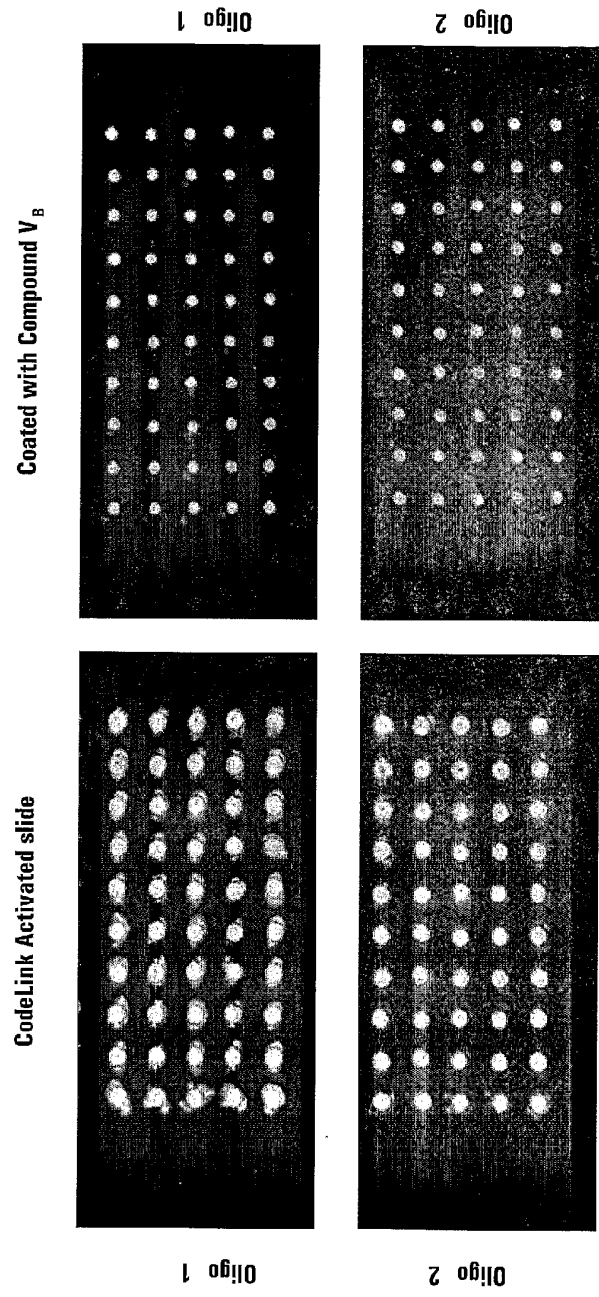 Coated with Compound V_B
Oligo 1
Oligo 2
CodeLink Activated slide
Oligo 1
Oligo 2